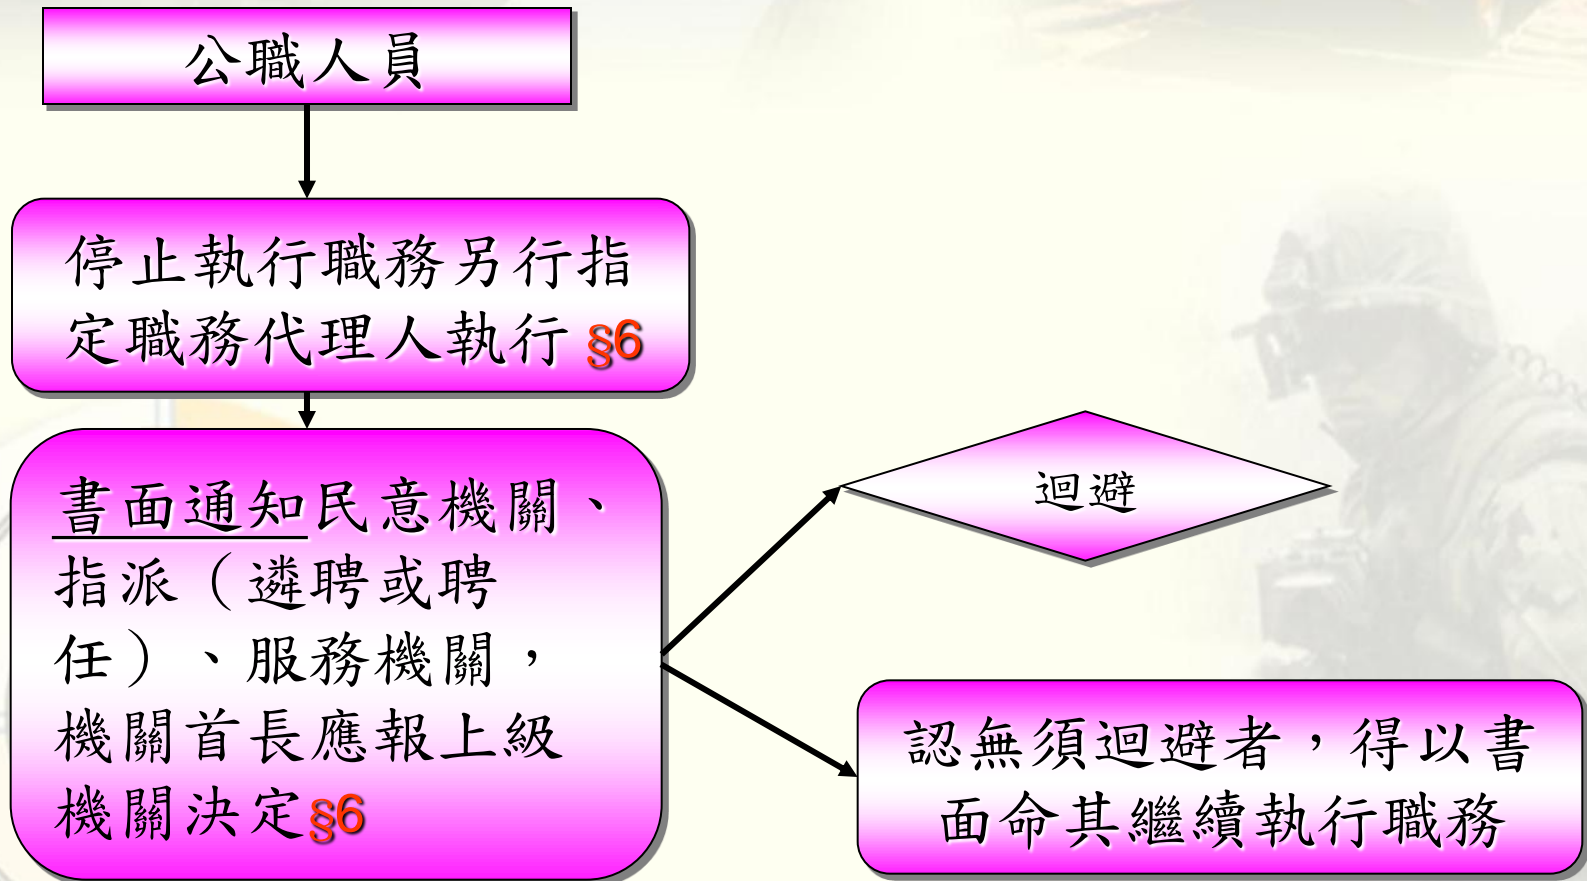 公職人員
停止執行職務另行指
定職務代理人執行 §6
書面通知民意機關、
指派（遴聘或聘
任）、服務機關，
機關首長應報上級
機關決定§6
迴避
認無須迴避者，得以書
面命其繼續執行職務